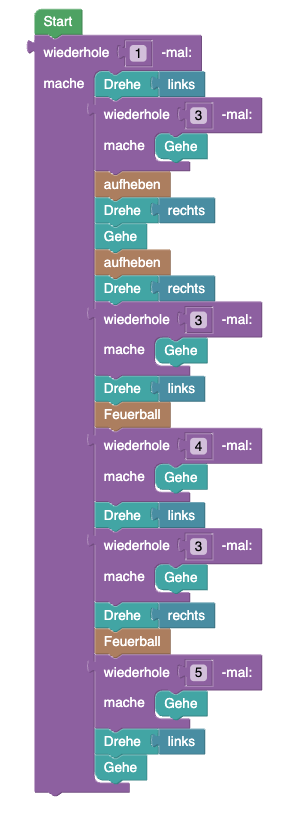 Start
wiederhole 1 -mal:
mache Drehe links
wiederhole 3 -mal:
mache Gehe
aufheben
Drehe rechts
Gehe
aufheben
Drehe rechts
wiederhole 3 -mal:
mache Gehe
Drehe links
Feuerball
wiederhole 4 -mal:
mache Gehe
Drehe links
wiederhole 3 -mal:
mache Gehe
Drehe rechts
Feuerball
wiederhole 5 -mal:
mache Gehe
Drehe links
Gehe